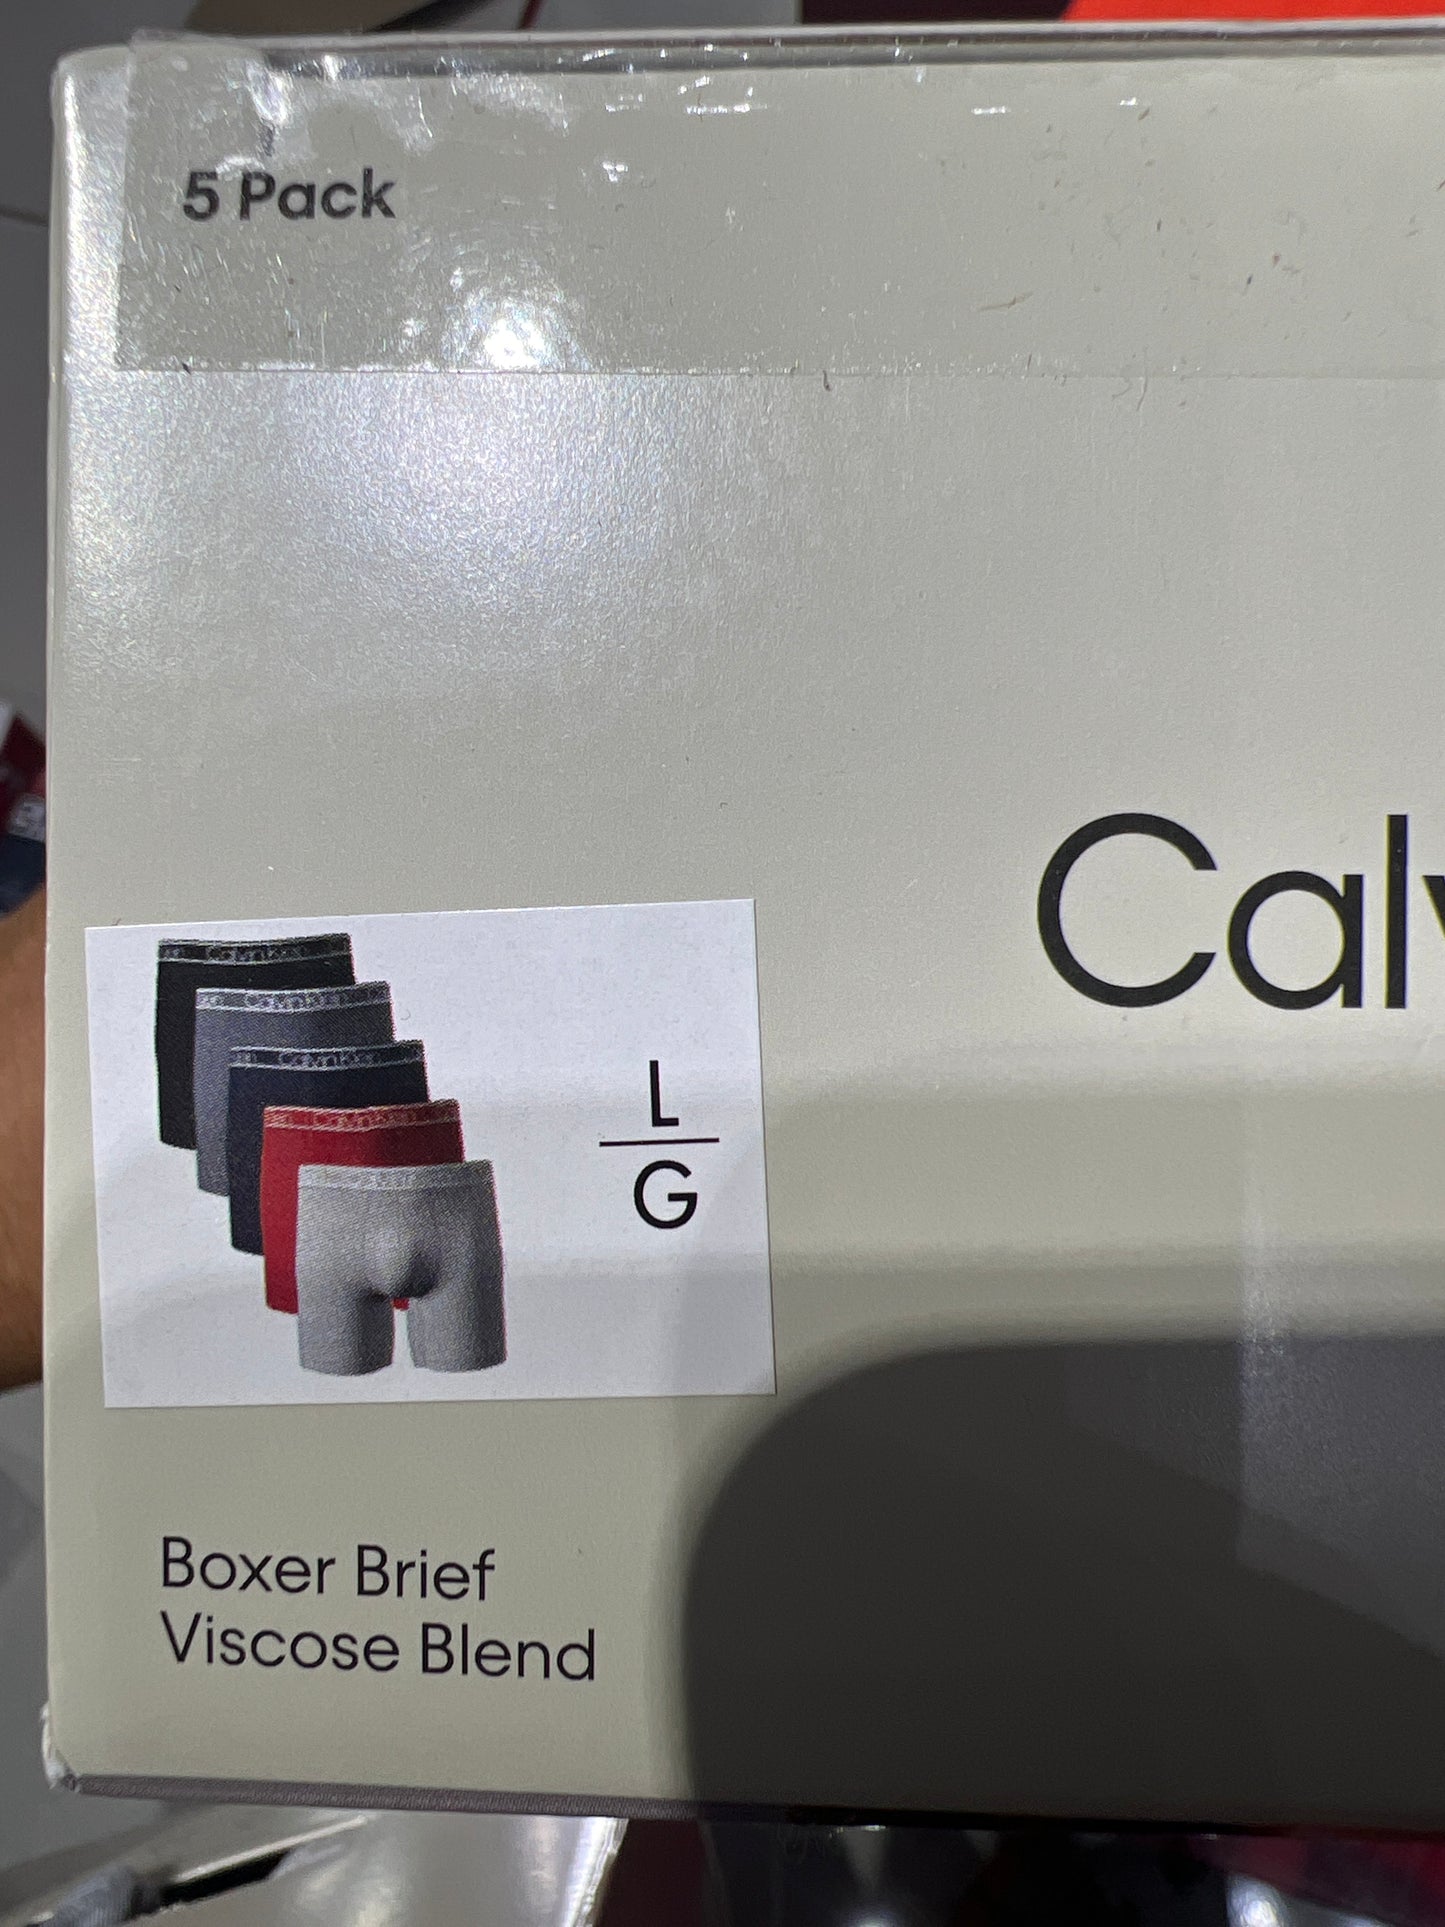 5 Pack
Calv
L
G
Boxer Brief
Viscose Blend